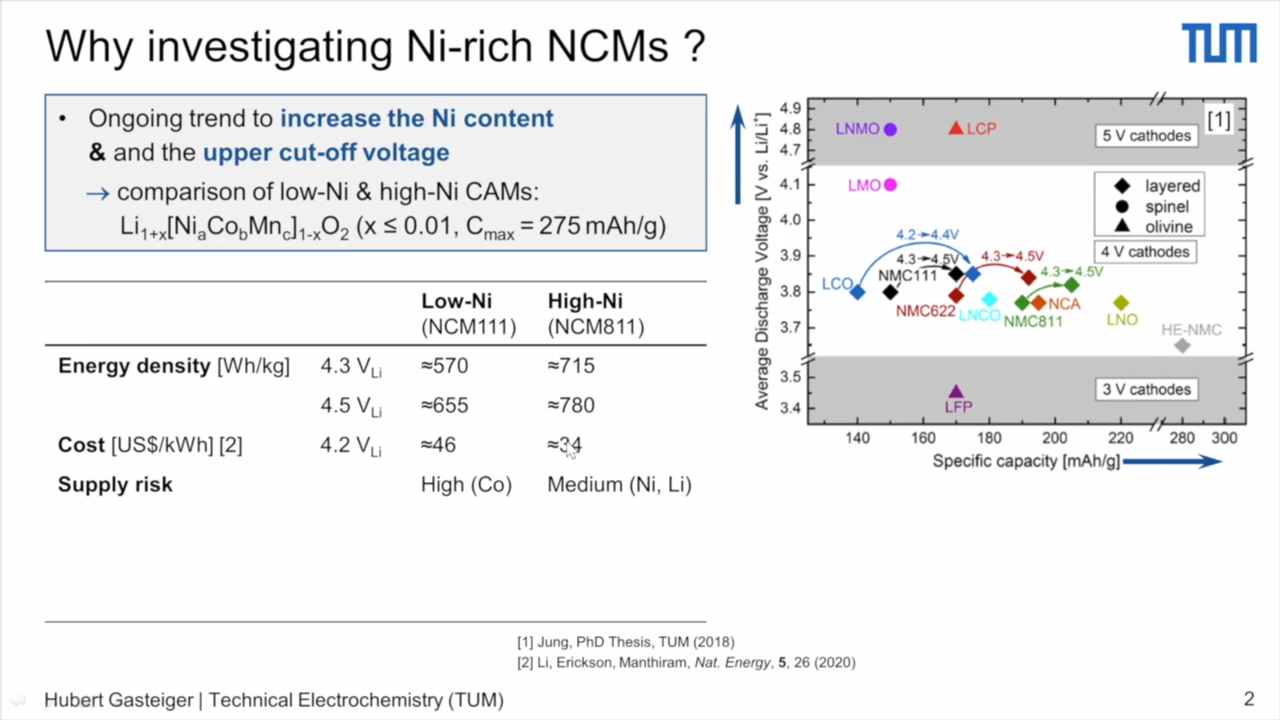 Why investigating Ni-rich NCMs ?
TUM
• Ongoing trend to increase the Ni content
& and the upper cut-off voltage
→ comparison of low-Ni & high-Ni CAMs:
Li1+x[NiaCobMnc]1-xO2 (x ≤ 0.01, Cmax = 275 mAh/g)
Low-Ni High-Ni
(NCM111) (NCM811)
Energy density [Wh/kg] 4.3 VLi ≈570 ≈715
4.5 VLi ≈655 ≈780
Cost [US$/kWh] [2] 4.2 VLi ≈46 ≈34
Supply risk High (Co) Medium (Ni, Li)
Average Discharge Voltage [V vs. Li/Li+]
4.9
4.8
4.7
4.1
4.0
3.9
3.8
3.7
3.5
3.4
[1]
5 V cathodes
LNMO
LCP
LMO
layered
spinel
olivine
4 V cathodes
4.2→4.4V
4.3→4.5V
4.3→4.5V
4.3→4.5V
LCO
NMC111
NMC622
LNCO
NMC811
NCA
LNO
HE-NMC
3 V cathodes
LFP
140 160 180 200 220 280 300
Specific capacity [mAh/g]
[1] Jung, PhD Thesis, TUM (2018)
[2] Li, Erickson, Manthiram, Nat. Energy, 5, 26 (2020)
Hubert Gasteiger | Technical Electrochemistry (TUM) 2